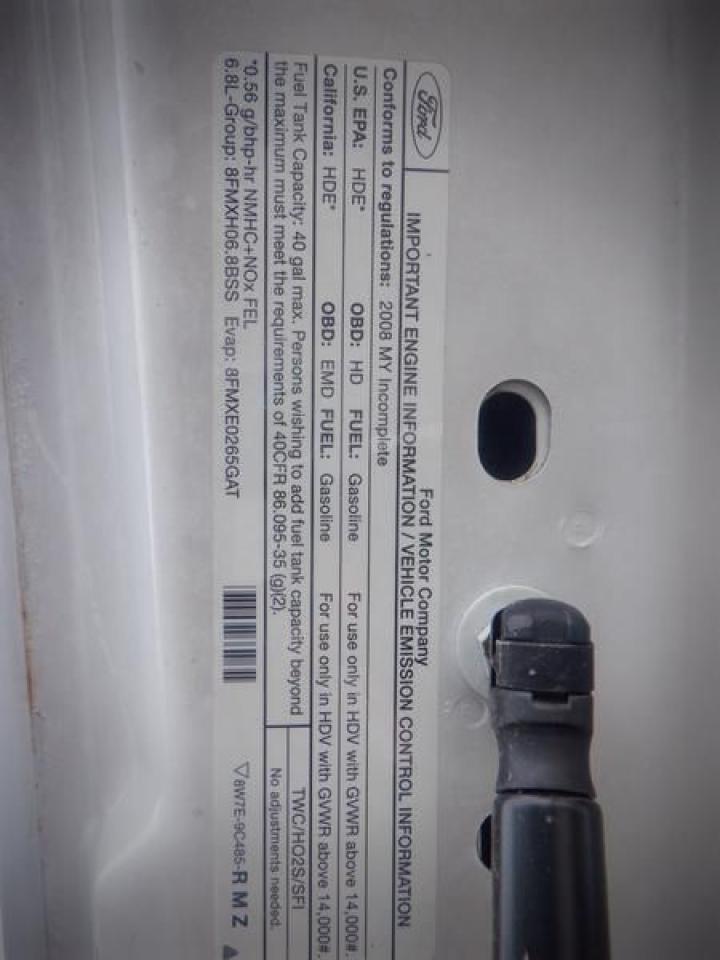 Ford
Ford Motor Company
IMPORTANT ENGINE INFORMATION / VEHICLE EMISSION CONTROL INFORMATION
Conforms to regulations: 2008 MY Incomplete
U.S. EPA: HDE* OBD: HD FUEL: Gasoline For use only in HDV with GVWR above 14,000#.
California: HDE* OBD: EMD FUEL: Gasoline For use only in HDV with GVWR above 14,000#.
Fuel Tank Capacity: 40 gal max. Persons wishing to add fuel tank capacity beyond
the maximum must meet the requirements of 40CFR 86.095-35 (g)(2).
TWC/HO2S/SFI
No adjustments needed.
*0.56 g/bhp-hr NMHC+NOx FEL
6.8L-Group: 8FMXH06.8BSS Evap: 8FMXE0265GAT
8W7E-9C485-R M Z